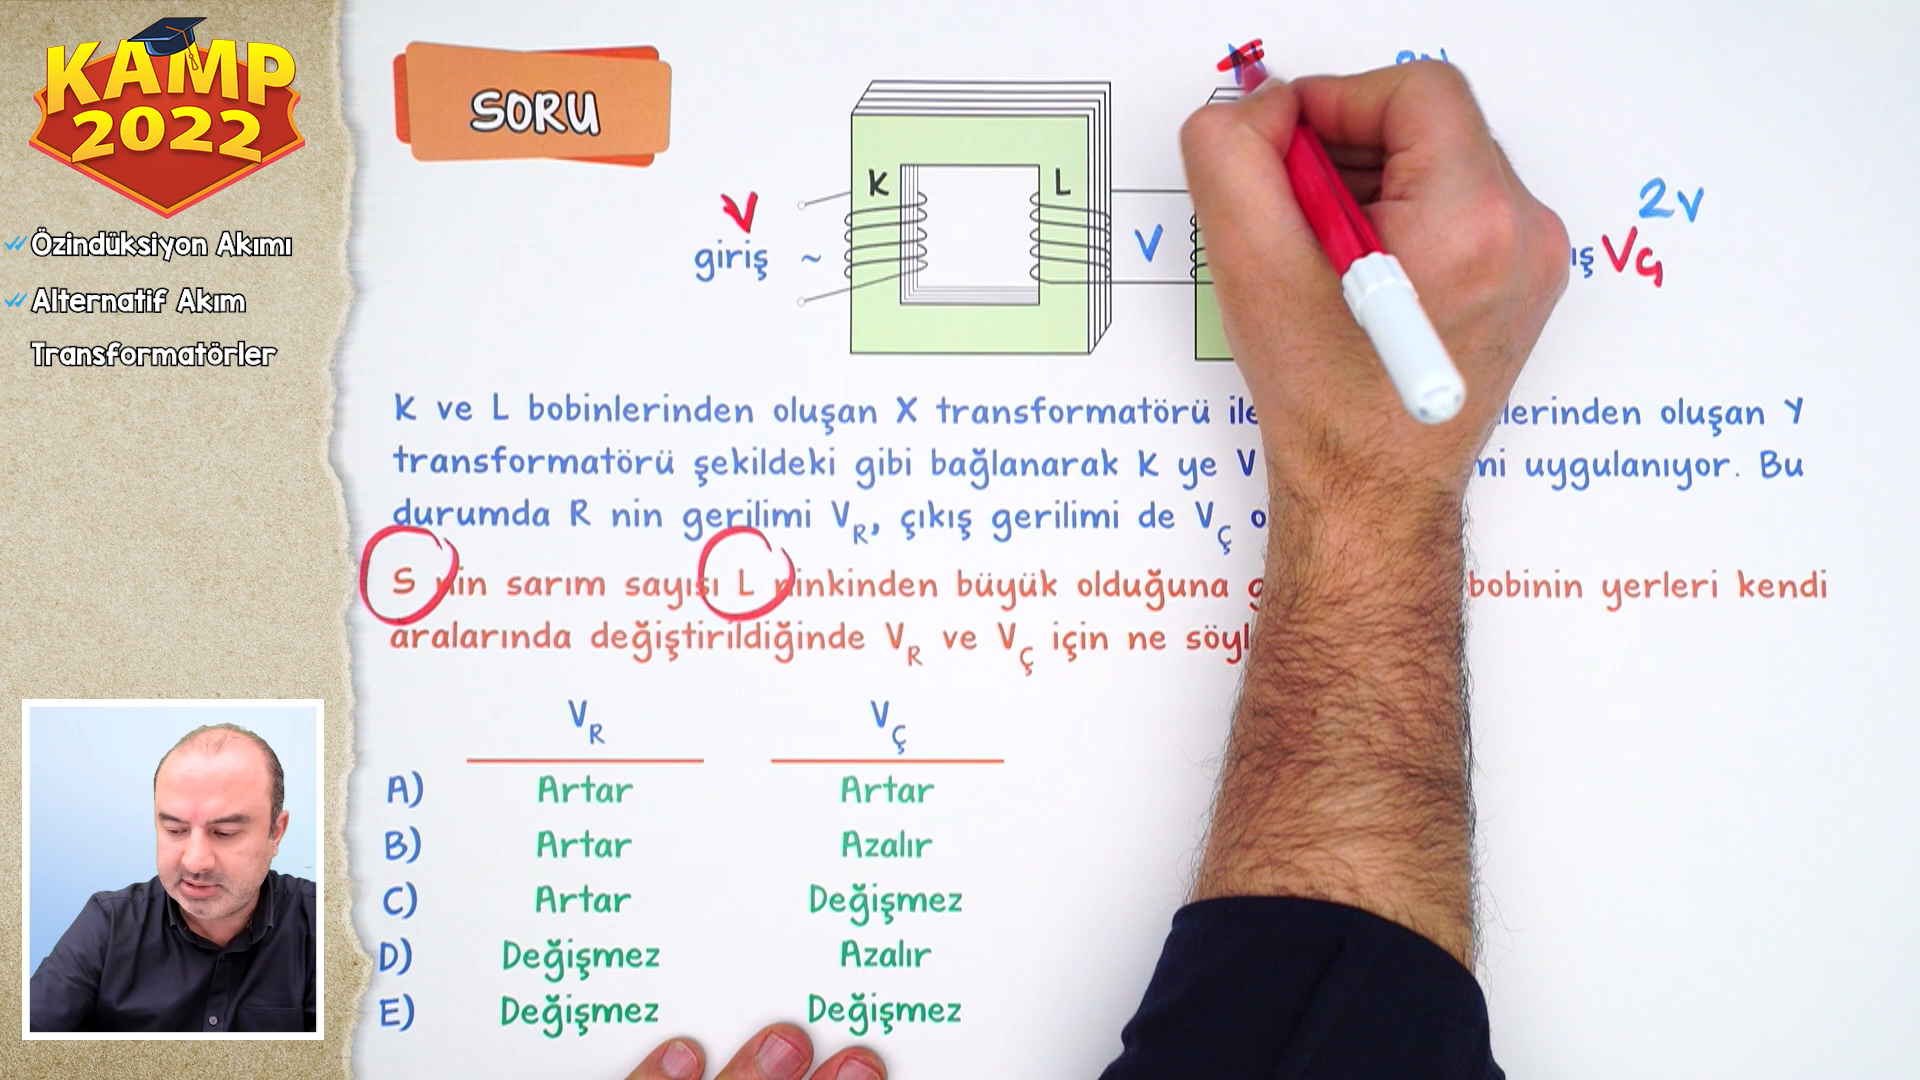 KAMP
2022
Özindüksiyon Akımı
Alternatif Akım
Transformatörler
SORU
K
L
V
giriş ~
V
2V
VÇ
K ve L bobinlerinden oluşan X transformatörü ile oluşan Y
transformatörü şekildeki gibi bağlanarak K ye V uygulanıyor. Bu
durumda R nin gerilimi VR, çıkış gerilimi de VÇ
S nin sarım sayısı L ninkinden büyük olduğuna bobinin yerleri kendi
aralarında değiştirildiğinde VR ve VÇ için ne
VR VÇ
A) Artar Artar
B) Artar Azalır
C) Artar Değişmez
D) Değişmez Azalır
E) Değişmez Değişmez